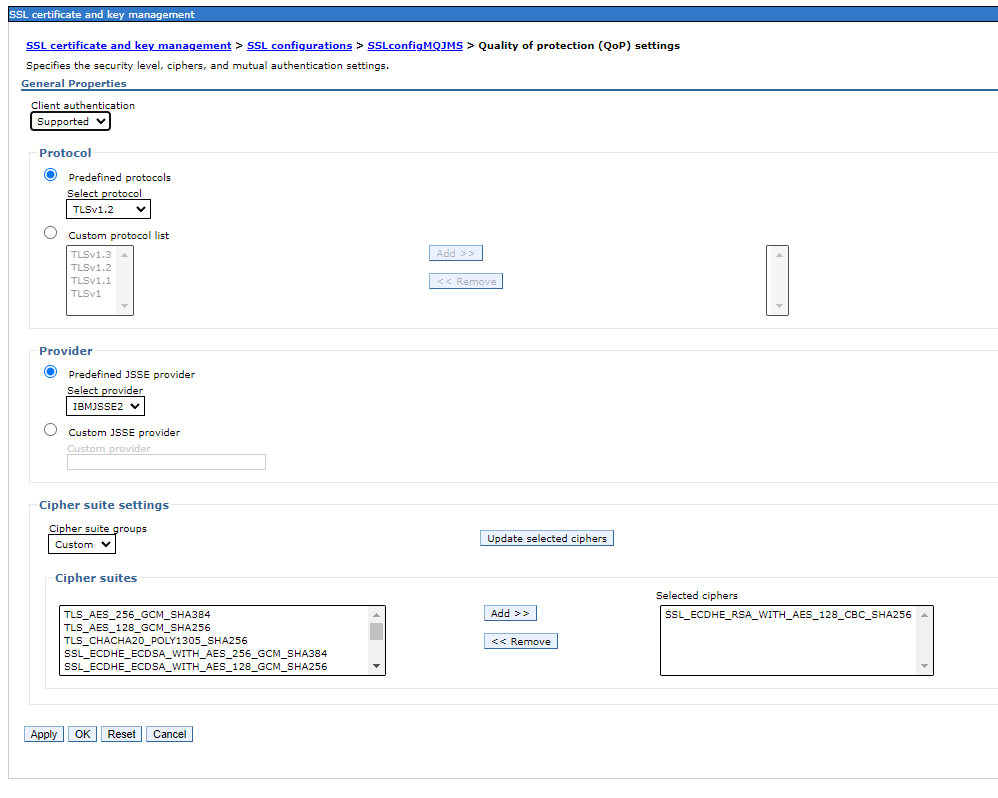 SSL certificate and key management
SSL certificate and key management > SSL configurations > SSLconfigMQJMS > Quality of protection (QoP) settings
Specifies the security level, ciphers, and mutual authentication settings.
General Properties
Client authentication
Supported
Protocol
Predefined protocols
Select protocol
TLSv1.2
Custom protocol list
TLSv1.3
TLSv1.2
TLSv1.1
TLSv1
Add >>
<< Remove
Provider
Predefined JSSE provider
Select provider
IBMJSSE2
Custom JSSE provider
Custom provider
Cipher suite settings
Cipher suite groups
Custom
Update selected ciphers
Cipher suites
TLS_AES_256_GCM_SHA384
TLS_AES_128_GCM_SHA256
TLS_CHACHA20_POLY1305_SHA256
SSL_ECDHE_ECDSA_WITH_AES_256_GCM_SHA384
SSL_ECDHE_ECDSA_WITH_AES_128_GCM_SHA256
Add >>
<< Remove
Selected ciphers
SSL_ECDHE_RSA_WITH_AES_128_CBC_SHA256
Apply OK Reset Cancel